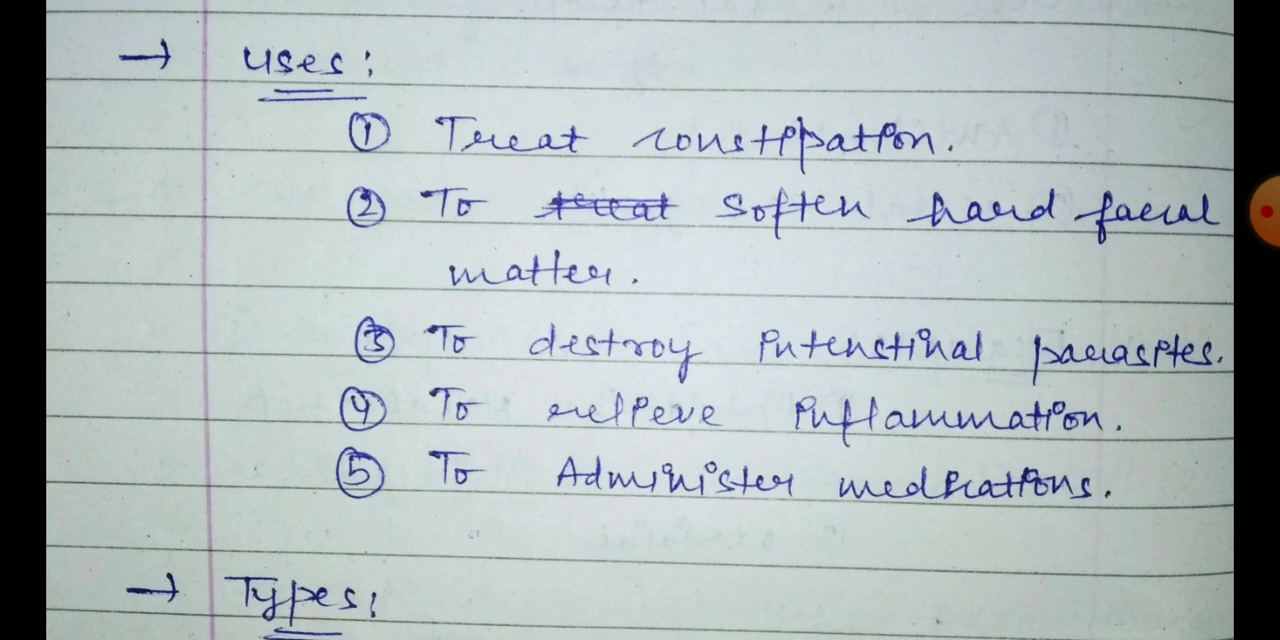 → Uses:
① Treat constipation.
② To treat soften hard faecal
matter.
③ To destroy intenstinal parasites.
④ To relieve inflammation.
⑤ To Administer medications.
→ Types: